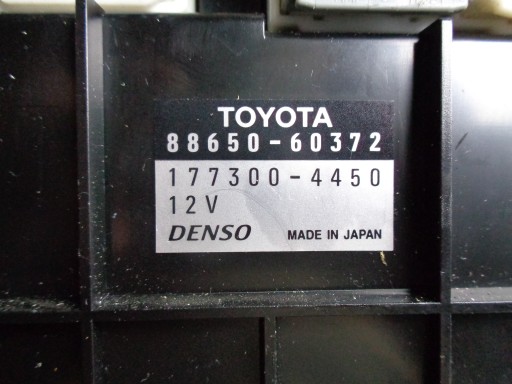 TOYOTA
88650-60372
177300-4450
12V
DENSO MADE IN JAPAN